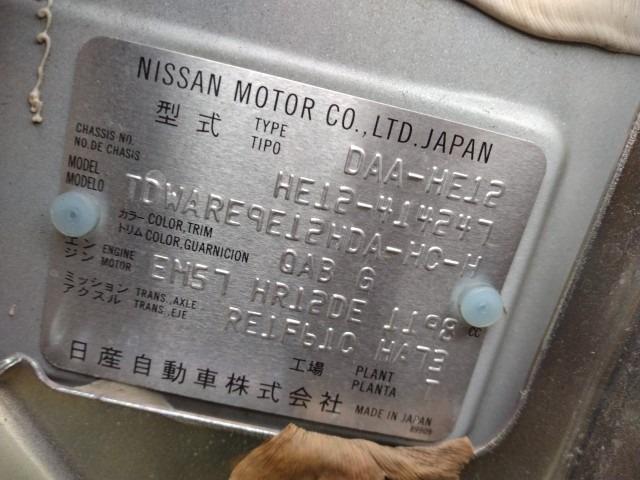 NISSAN MOTOR CO., LTD. JAPAN
型式 TYPE TIPO DAA-HE12
CHASSIS NO. NO. DE CHASIS HE12-414247
MODEL MODELO
カラー トリム COLOR, TRIM COLOR, GUARNICION QAB G
エンジン ENGINE MOTOR EM57 HR12DE 1198 CC
ミッション アクスル TRANS., AXLE TRANS., EJE RE1F61C HA7E
工場 PLANT PLANTA
日産自動車株式会社 MADE IN JAPAN